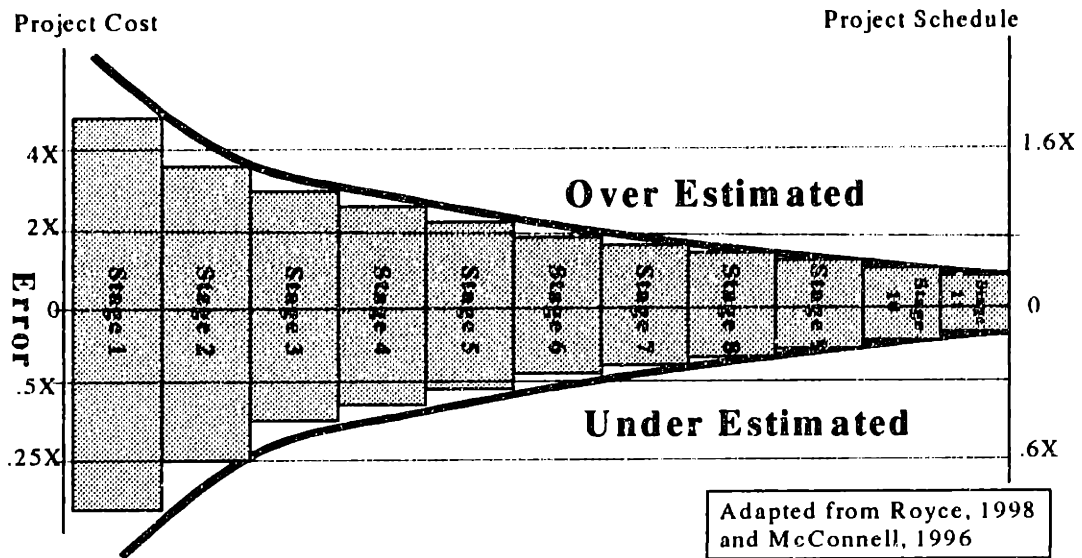 Project Cost
Project Schedule
4X
1.6X
Over Estimated
2X
Error
0
Stage 1
Stage 2
Stage 3
Stage 4
Stage 5
Stage 6
Stage 7
Stage 8
Stage
Stage
10
Stage
0
.5X
Under Estimated
.25X
.6X
Adapted from Royce, 1998
and McConnell, 1996